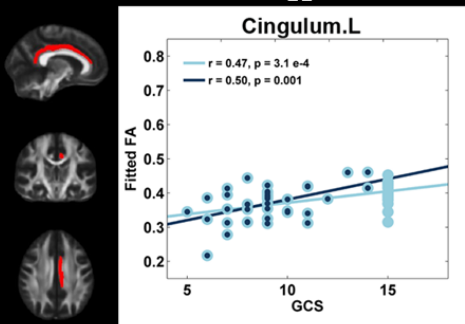 Cingulum.L
r = 0.47, p = 3.1 e-4
r = 0.50, p = 0.001
Fitted FA
0.8
0.7
0.6
0.5
0.4
0.3
0.2
5
10
15
GCS